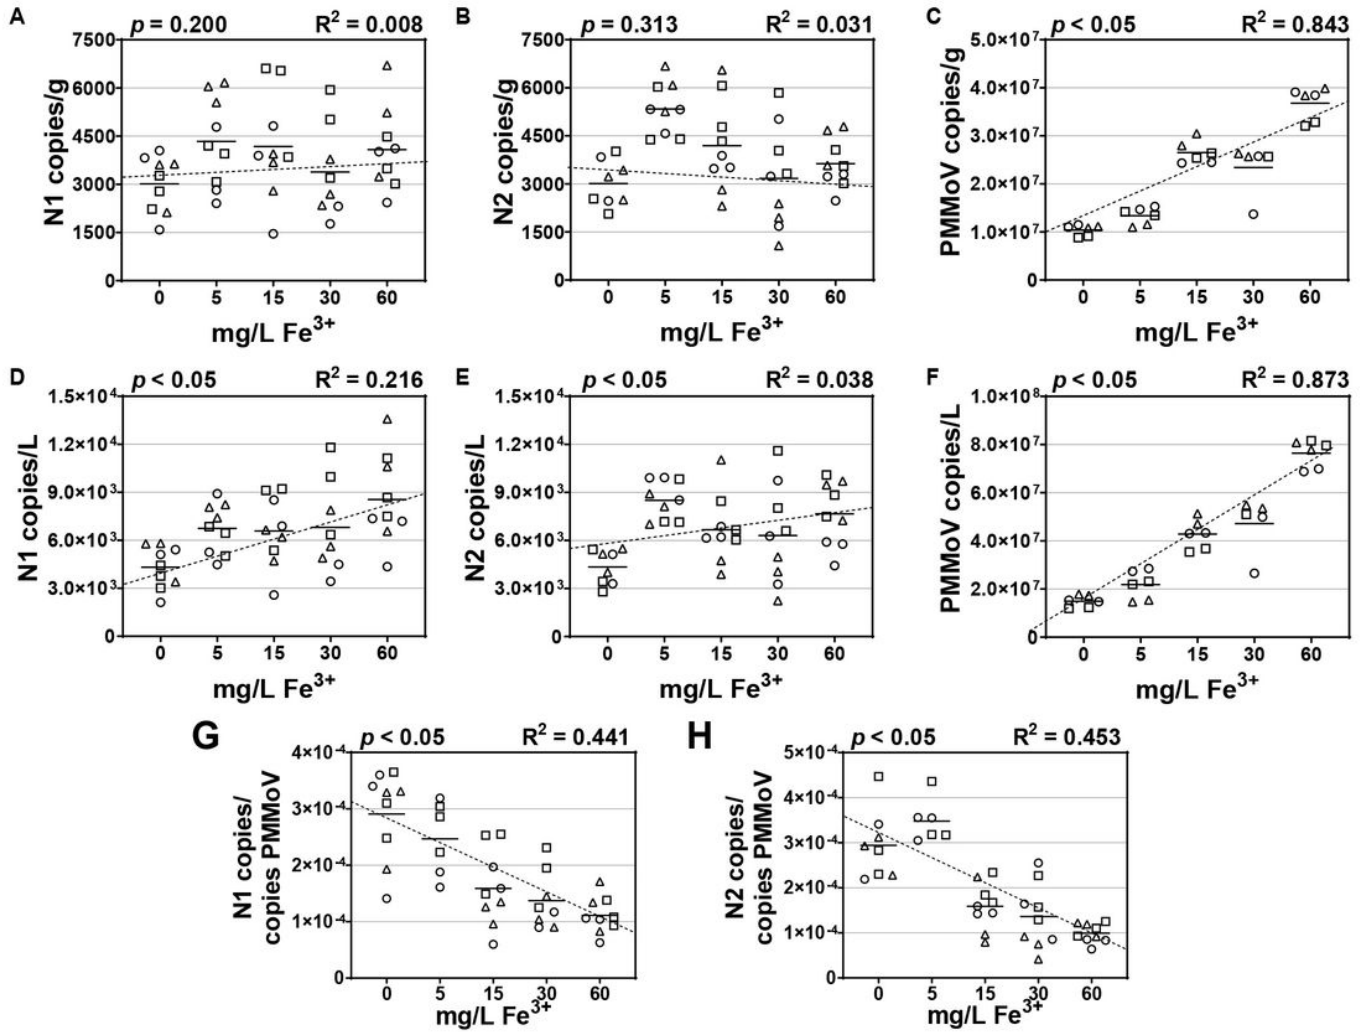 A
p = 0.200 R² = 0.008
N1 copies/g
7500
6000
4500
3000
1500
0
0 5 15 30 60
mg/L Fe³⁺
B
p = 0.313 R² = 0.031
N2 copies/g
7500
6000
4500
3000
1500
0
0 5 15 30 60
mg/L Fe³⁺
C
p < 0.05 R² = 0.843
PMMoV copies/g
5.0×10⁷
4.0×10⁷
3.0×10⁷
2.0×10⁷
1.0×10⁷
0
0 5 15 30 60
mg/L Fe³⁺
D
p < 0.05 R² = 0.216
N1 copies/L
1.5×10⁴
1.2×10⁴
9.0×10³
6.0×10³
3.0×10³
0
0 5 15 30 60
mg/L Fe³⁺
E
p < 0.05 R² = 0.038
N2 copies/L
1.5×10⁴
1.2×10⁴
9.0×10³
6.0×10³
3.0×10³
0
0 5 15 30 60
mg/L Fe³⁺
F
p < 0.05 R² = 0.873
PMMoV copies/L
1.0×10⁸
8.0×10⁷
6.0×10⁷
4.0×10⁷
2.0×10⁷
0
0 5 15 30 60
mg/L Fe³⁺
G
p < 0.05 R² = 0.441
N1 copies/
copies PMMoV
4×10⁻⁴
3×10⁻⁴
2×10⁻⁴
1×10⁻⁴
0
0 5 15 30 60
mg/L Fe³⁺
H
p < 0.05 R² = 0.453
N2 copies/
copies PMMoV
5×10⁻⁴
4×10⁻⁴
3×10⁻⁴
2×10⁻⁴
1×10⁻⁴
0
0 5 15 30 60
mg/L Fe³⁺